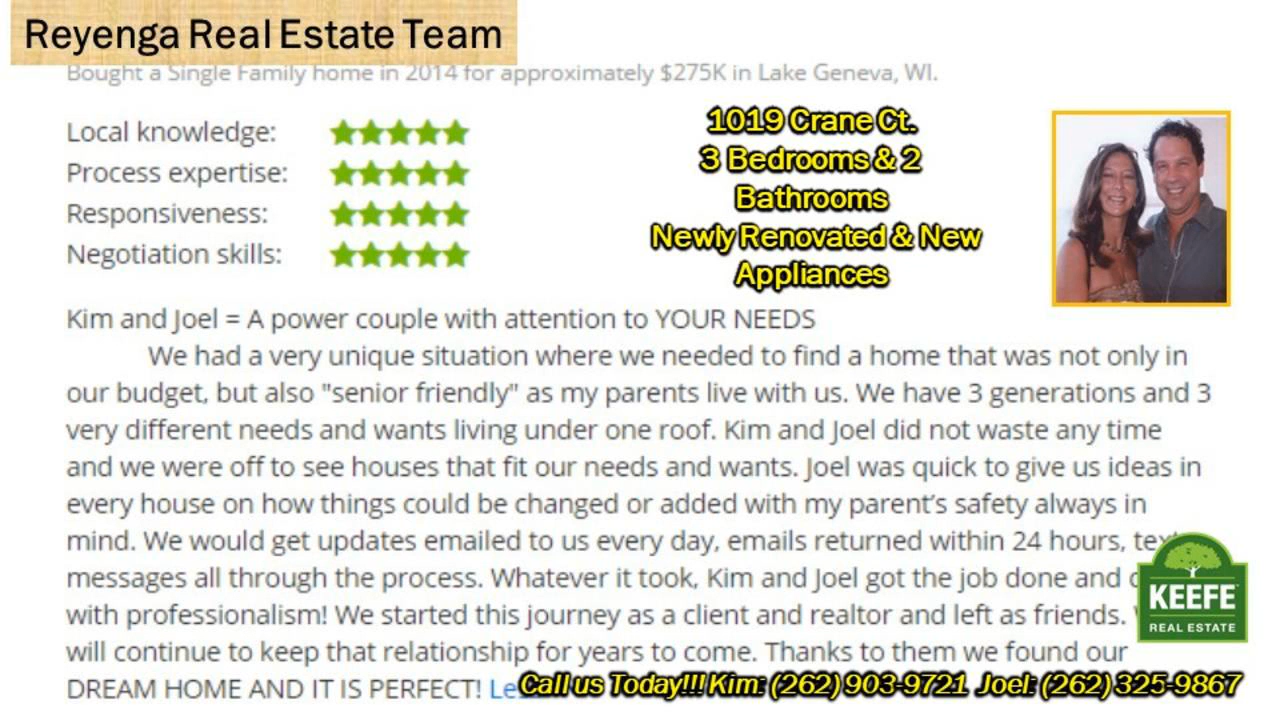 Reyenga Real Estate Team
Bought a Single Family home in 2014 for approximately $275K in Lake Geneva, WI.
Local knowledge:
Process expertise:
Responsiveness:
Negotiation skills:
1019 Crane Ct.
3 Bedrooms & 2
Bathrooms
Newly Renovated & New
Appliances
Kim and Joel = A power couple with attention to YOUR NEEDS
We had a very unique situation where we needed to find a home that was not only in
our budget, but also "senior friendly" as my parents live with us. We have 3 generations and 3
very different needs and wants living under one roof. Kim and Joel did not waste any time
and we were off to see houses that fit our needs and wants. Joel was quick to give us ideas in
every house on how things could be changed or added with my parent’s safety always in
mind. We would get updates emailed to us every day, emails returned within 24 hours,
messages all through the process. Whatever it took, Kim and Joel got the job done and
with professionalism! We started this journey as a client and realtor and left as friends.
will continue to keep that relationship for years to come. Thanks to them we found our
DREAM HOME AND IT IS PERFECT!
KEEFE
REAL ESTATE
Call us Today!!! Kim: (262) 903-9721 Joel: (262) 325-9867